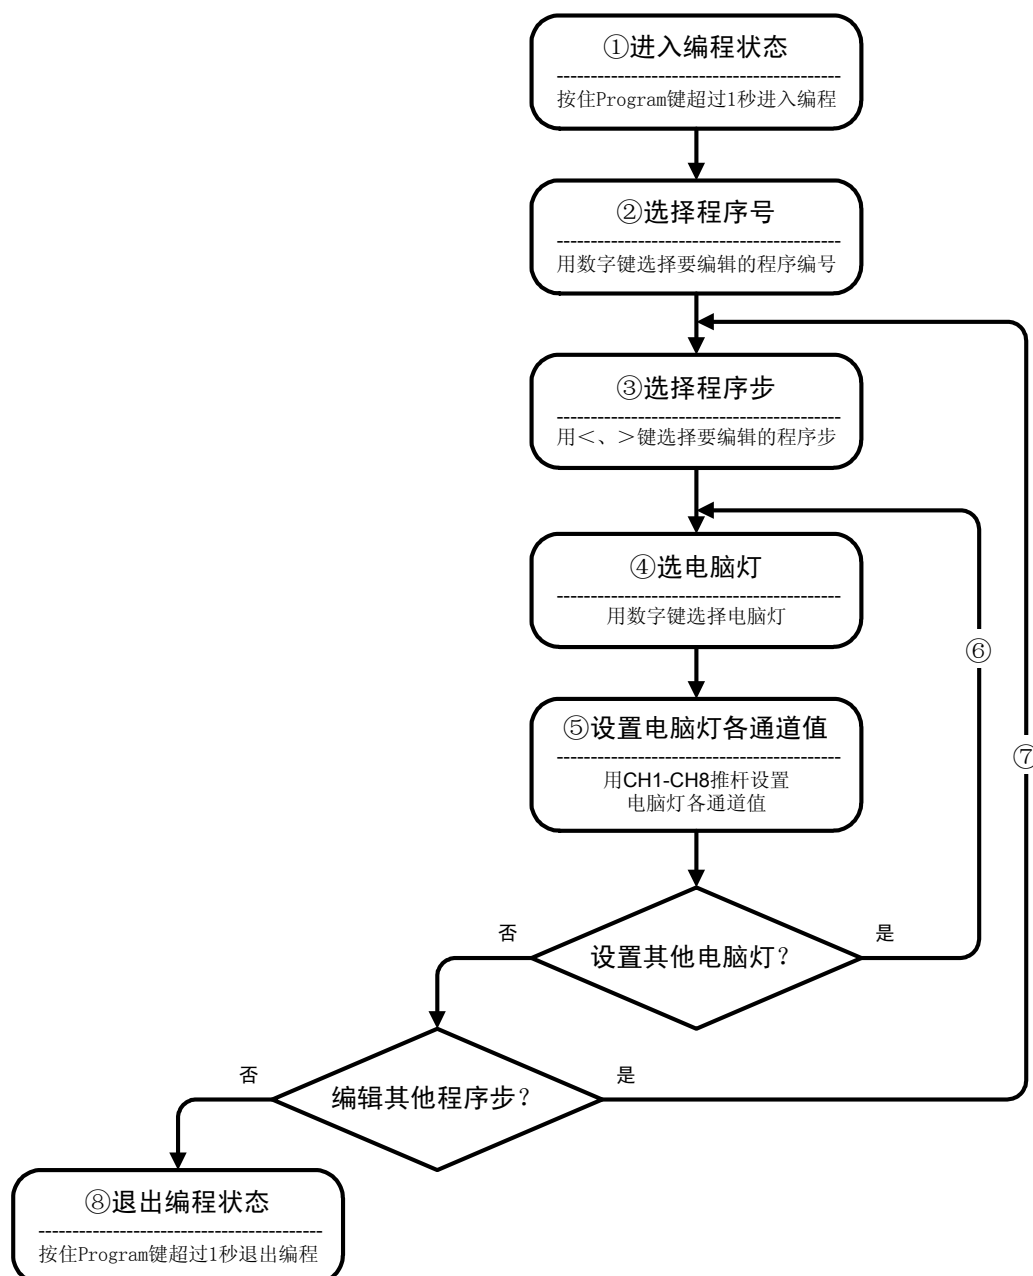 ①进入编程状态
按住Program键超过1秒进入编程
②选择程序号
用数字键选择要编辑的程序编号
③选择程序步
用＜、＞键选择要编辑的程序步
④选电脑灯
用数字键选择电脑灯
⑥
⑤设置电脑灯各通道值
用CH1-CH8推杆设置
电脑灯各通道值
⑦
否
是
设置其他电脑灯？
否
是
编辑其他程序步？
⑧退出编程状态
按住Program键超过1秒退出编程